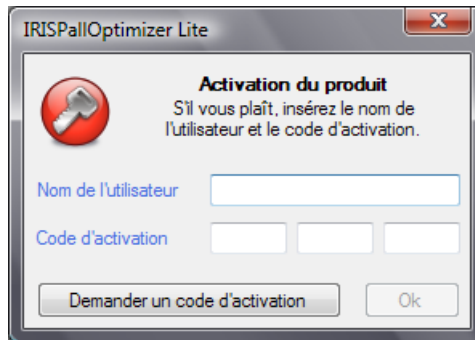 IRISPallOptimizer Lite
Activation du produit
S'il vous plaît, insérez le nom de
l'utilisateur et le code d'activation.
Nom de l'utilisateur
Code d'activation
Demander un code d'activation
Ok